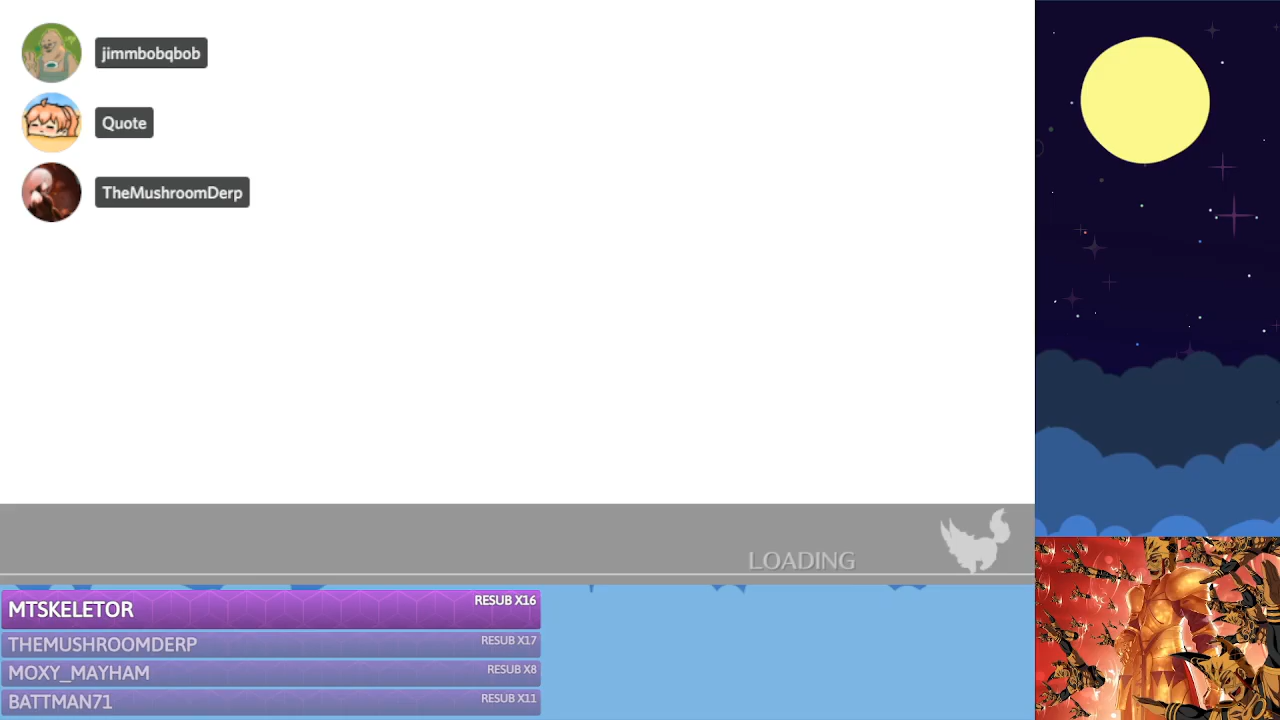 jimmbobqbob
Quote
TheMushroomDerp
LOADING
MTSKELETOR RESUB X16
THEMUSHROOMDERP RESUB X17
MOXY_MAYHAM RESUB X8
BATTMAN71 RESUB X11